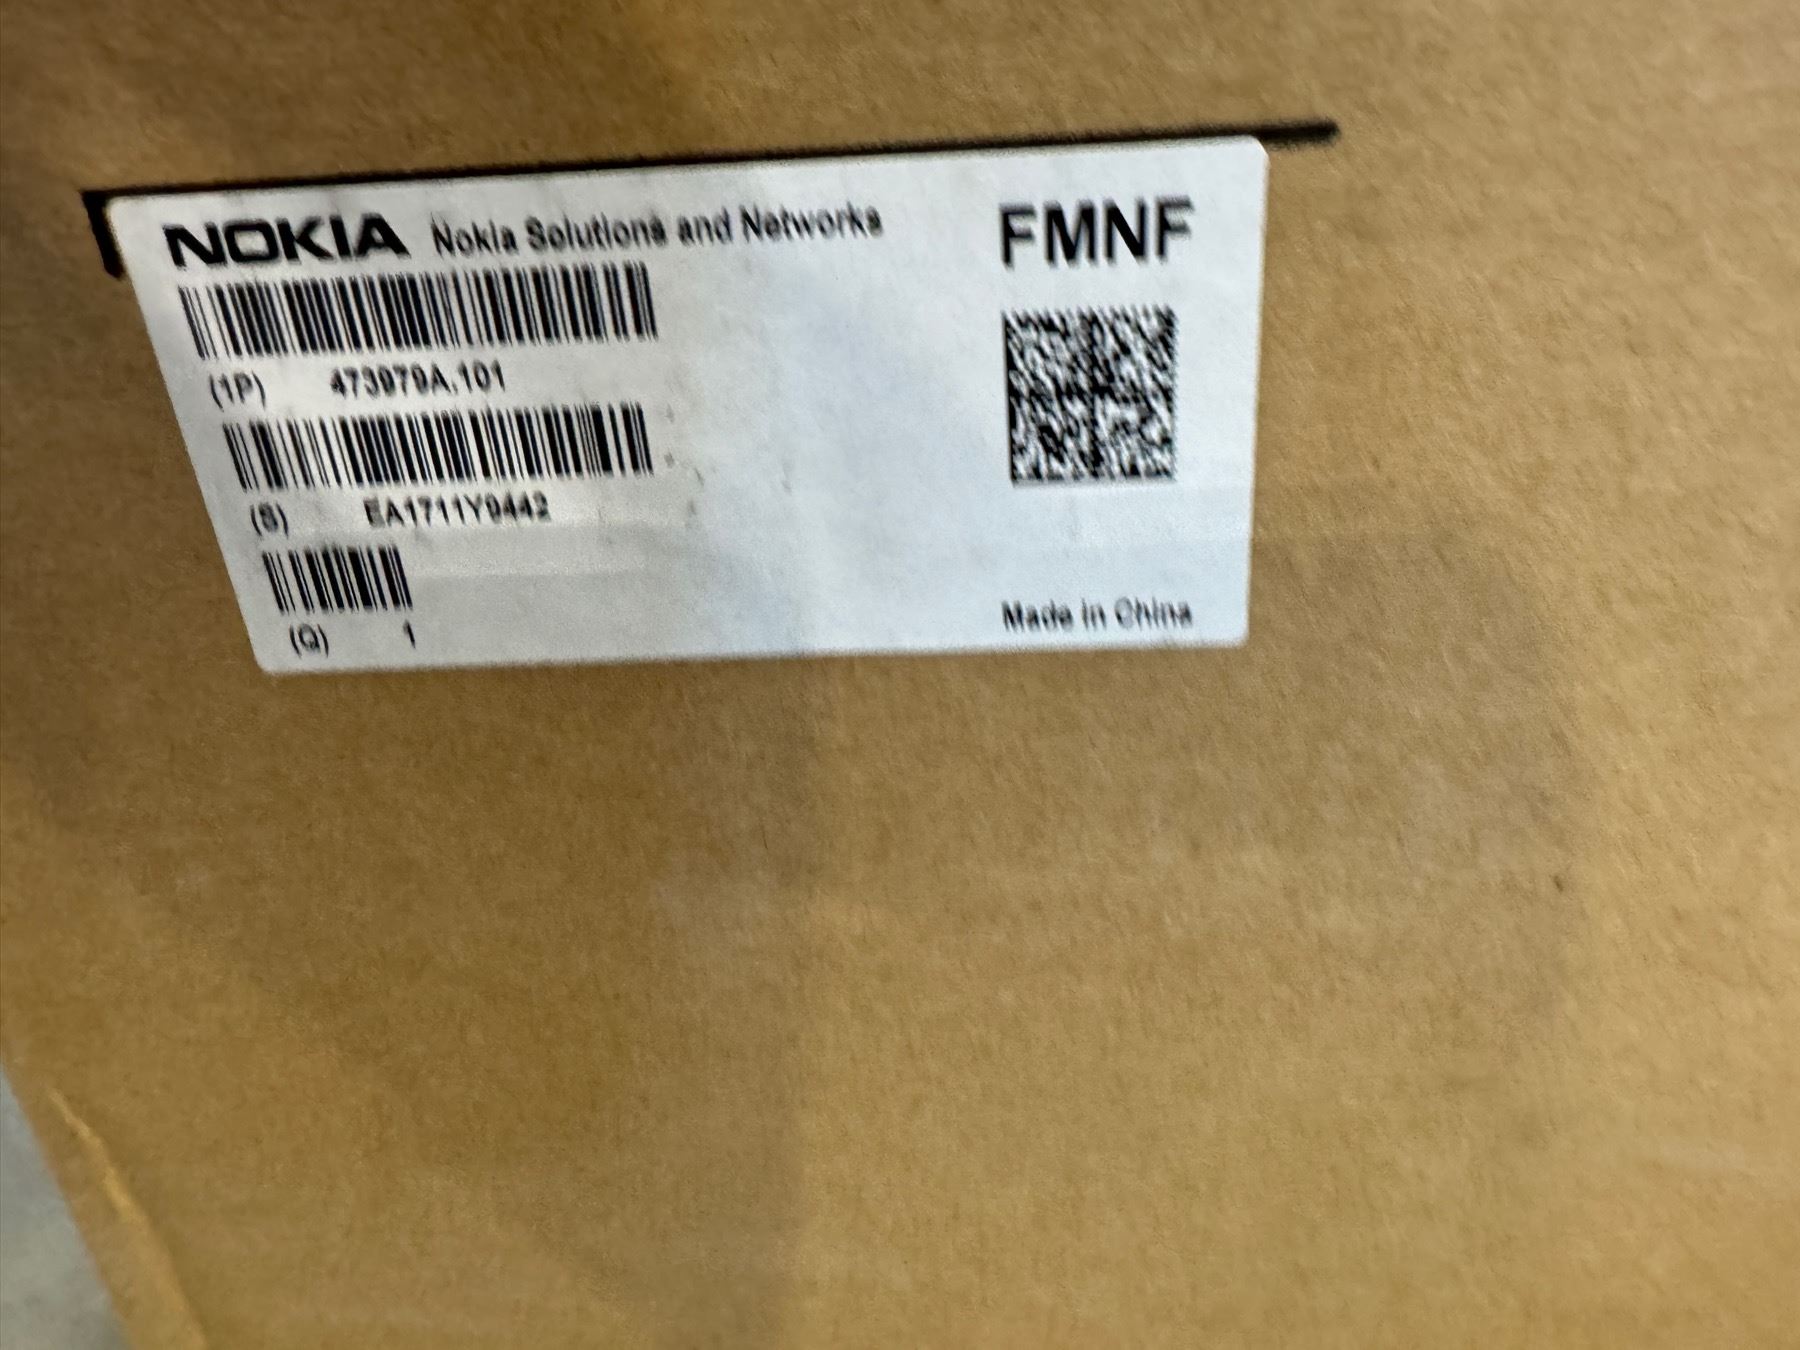 NOKIA Nokia Solutions and Networks
FMNF
(1P) 473979A.101
(S) EA1711Y9442
(Q) 1
Made in China